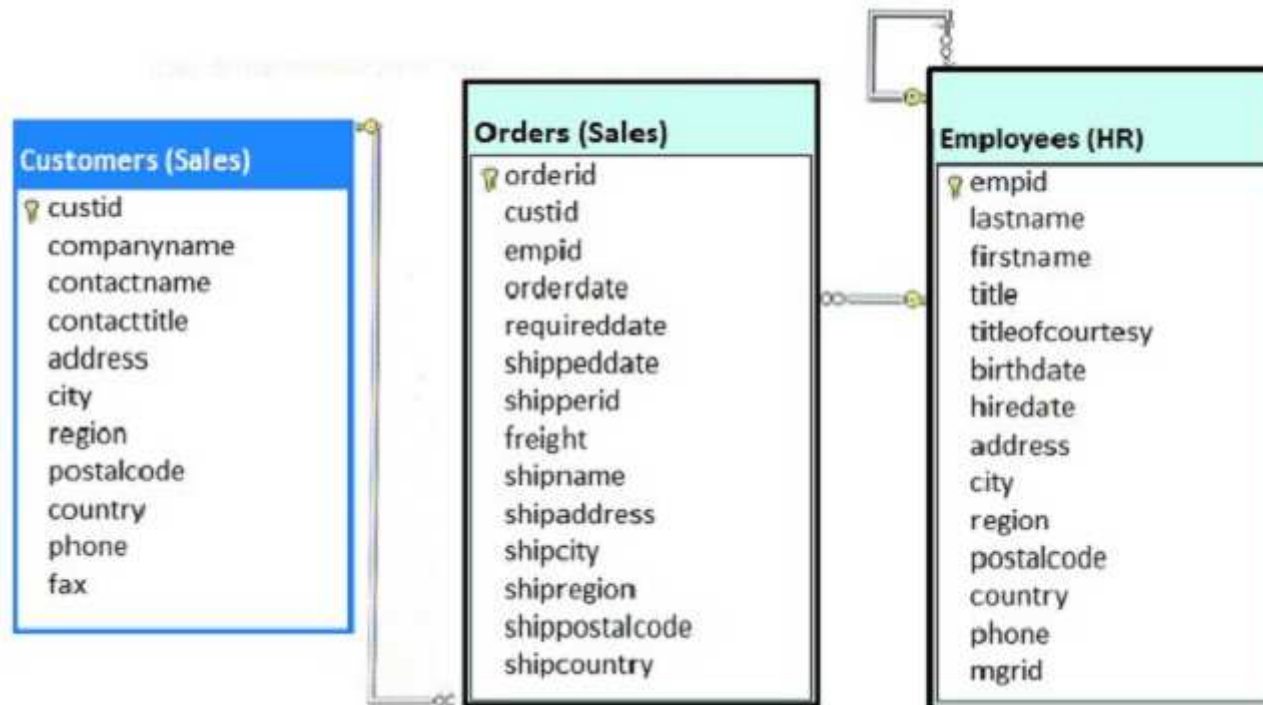 Customers (Sales)
custid
companyname
contactname
contacttitle
address
city
region
postalcode
country
phone
fax
Orders (Sales)
orderid
custid
empid
orderdate
requireddate
shippeddate
shipperid
freight
shipname
shipaddress
shipcity
shipregion
shippostalcode
shipcountry
Employees (HR)
empid
lastname
firstname
title
titleofcourtesy
birthdate
hiredate
address
city
region
postalcode
country
phone
mgrid